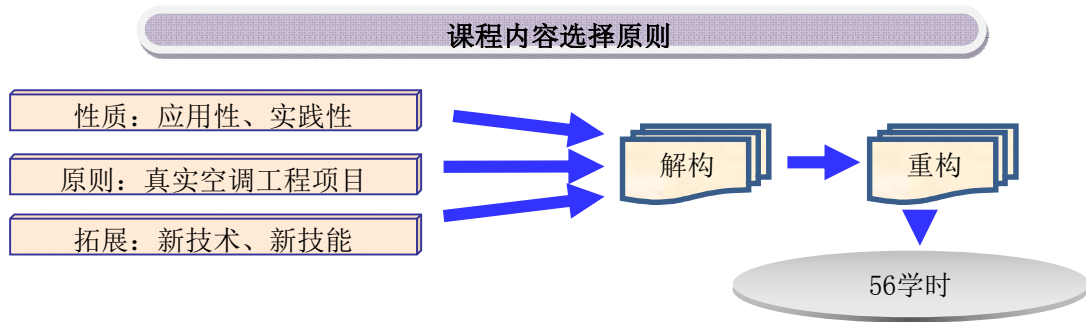 课程内容选择原则
性质：应用性、实践性
原则：真实空调工程项目
拓展：新技术、新技能
解构
重构
56学时